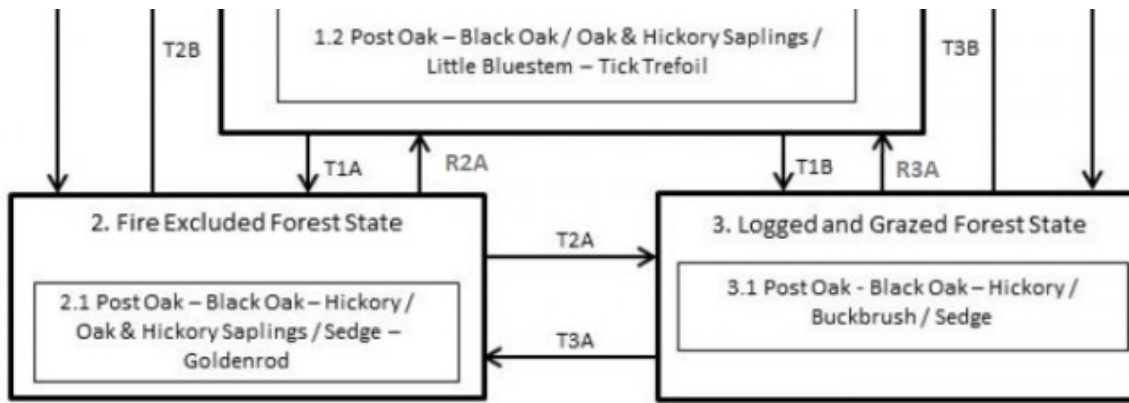 1.2 Post Oak – Black Oak / Oak & Hickory Saplings /
Little Bluestem – Tick Trefoil
T2B
T3B
T1A
R2A
T1B
R3A
2. Fire Excluded Forest State
3. Logged and Grazed Forest State
T2A
2.1 Post Oak – Black Oak – Hickory /
Oak & Hickory Saplings / Sedge –
Goldenrod
3.1 Post Oak - Black Oak – Hickory /
Buckbrush / Sedge
T3A